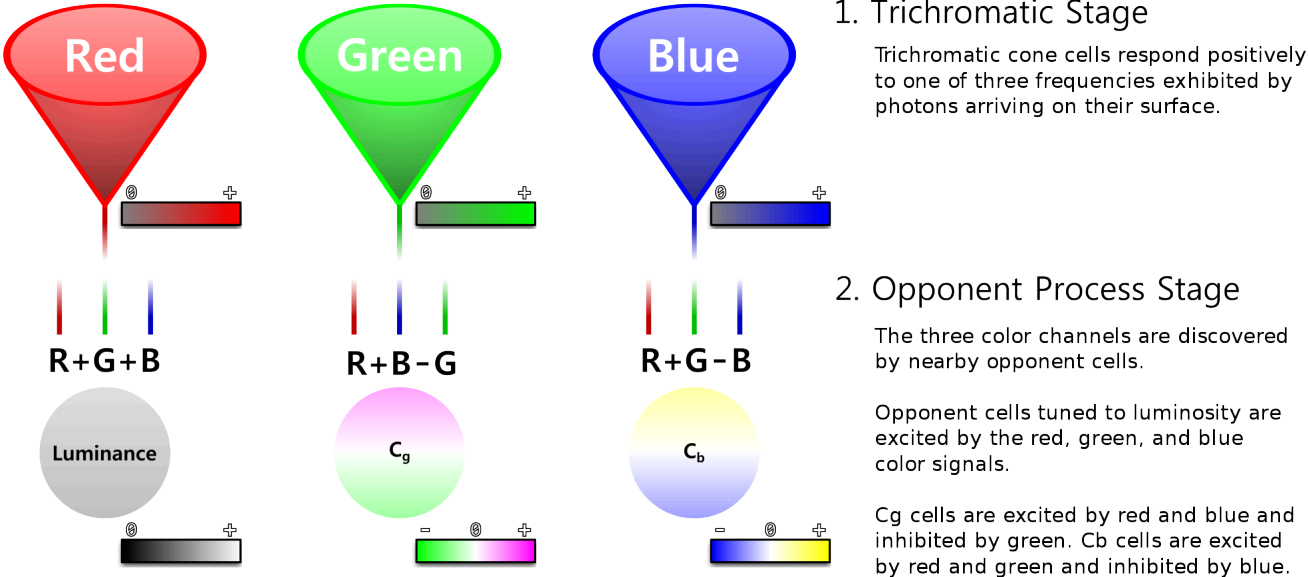 Red
Green
Blue
0 +
0 +
0 +
1. Trichromatic Stage
Trichromatic cone cells respond positively
to one of three frequencies exhibited by
photons arriving on their surface.
R+G+B
R+B-G
R+G-B
Luminance
Cg
Cb
0 +
- 0 +
- 0 +
2. Opponent Process Stage
The three color channels are discovered
by nearby opponent cells.
Opponent cells tuned to luminosity are
excited by the red, green, and blue
color signals.
Cg cells are excited by red and blue and
inhibited by green. Cb cells are excited
by red and green and inhibited by blue.